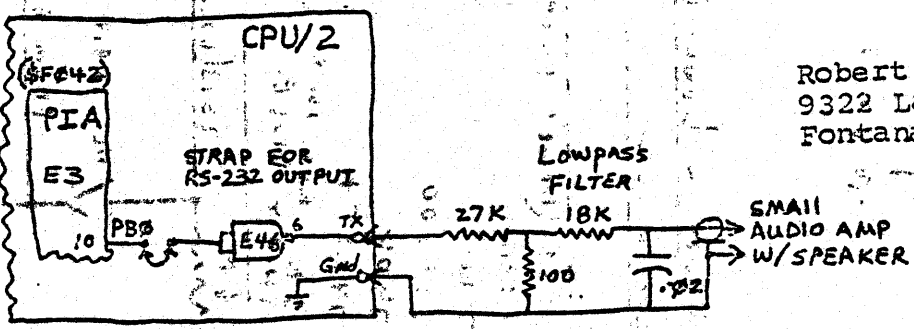 CPU/2
($FØ42)
PIA
E3
10
PBØ
STRAP FOR
RS-232 OUTPUT
E46
6
TX
Gnd
LOWPASS
FILTER
27K
18K
100
.02
SMALL
AUDIO AMP
W/SPEAKER
Robert
9322
Fontana